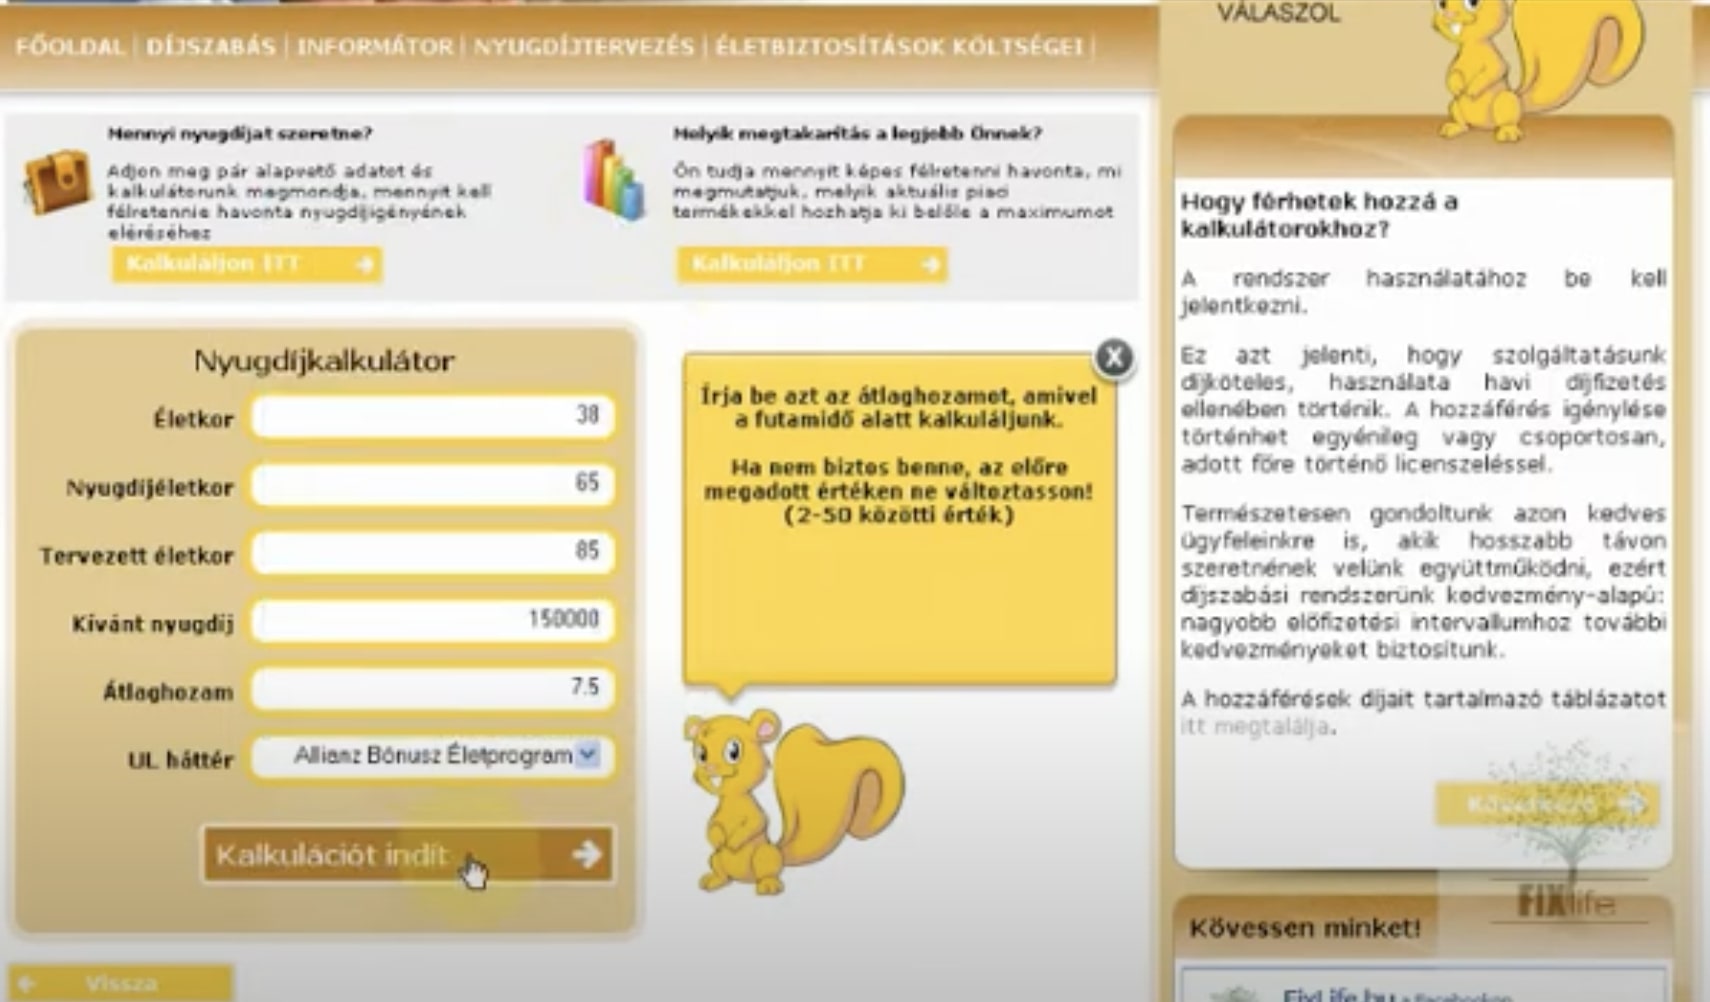 VÁLASZOL
FŐOLDAL | DÍJSZABÁS | INFORMÁTOR | NYUGDÍJTERVEZÉS | ÉLETBIZTOSÍTÁSOK KÖLTSÉGEI |
Mennyi nyugdíjat szeretne?
Adjon meg pár alapvető adatot és
kalkulátorunk megmondja, mennyit kell
félretennie havonta nyugdíjigényének
eléréséhez
Kalkuláljon ITT
Melyik megtakarítás a legjobb Önnek?
Ön tudja mennyit képes félretenni havonta, mi
megmutatjuk, melyik aktuális piaci
termékekkel hozhatja ki belőle a maximumot
Kalkuláljon ITT
Nyugdíjkalkulátor
Életkor 38
Nyugdíjéletkor 65
Tervezett életkor 85
Kívánt nyugdíj 150000
Átlaghozam 7.5
UL háttér Allianz Bónusz Életprogram
Kalkulációt indít
Vissza
Írja be azt az átlaghozamot, amivel
a futamidő alatt kalkuláljunk.
Ha nem biztos benne, az előre
megadott értéken ne változtasson!
(2-50 közötti érték)
Hogy férhetek hozzá a
kalkulátorokhoz?
A rendszer használatához be kell
jelentkezni.
Ez azt jelenti, hogy szolgáltatásunk
díjköteles, használata havi díjfizetés
ellenében történik. A hozzáférés igénylése
történhet egyénileg vagy csoportosan,
adott főre történő licenszeléssel.
Természetesen gondoltunk azon kedves
ügyfeleinkre is, akik hosszabb távon
szeretnének velünk együttműködni, ezért
díjszabási rendszerünk kedvezmény-alapú:
nagyobb előfizetési intervallumhoz további
kedvezményeket biztosítunk.
A hozzáférések díjait tartalmazó táblázatot
itt megtalálja.
FIXlife
Kövessen minket!
FixLife.hu a Facebookon